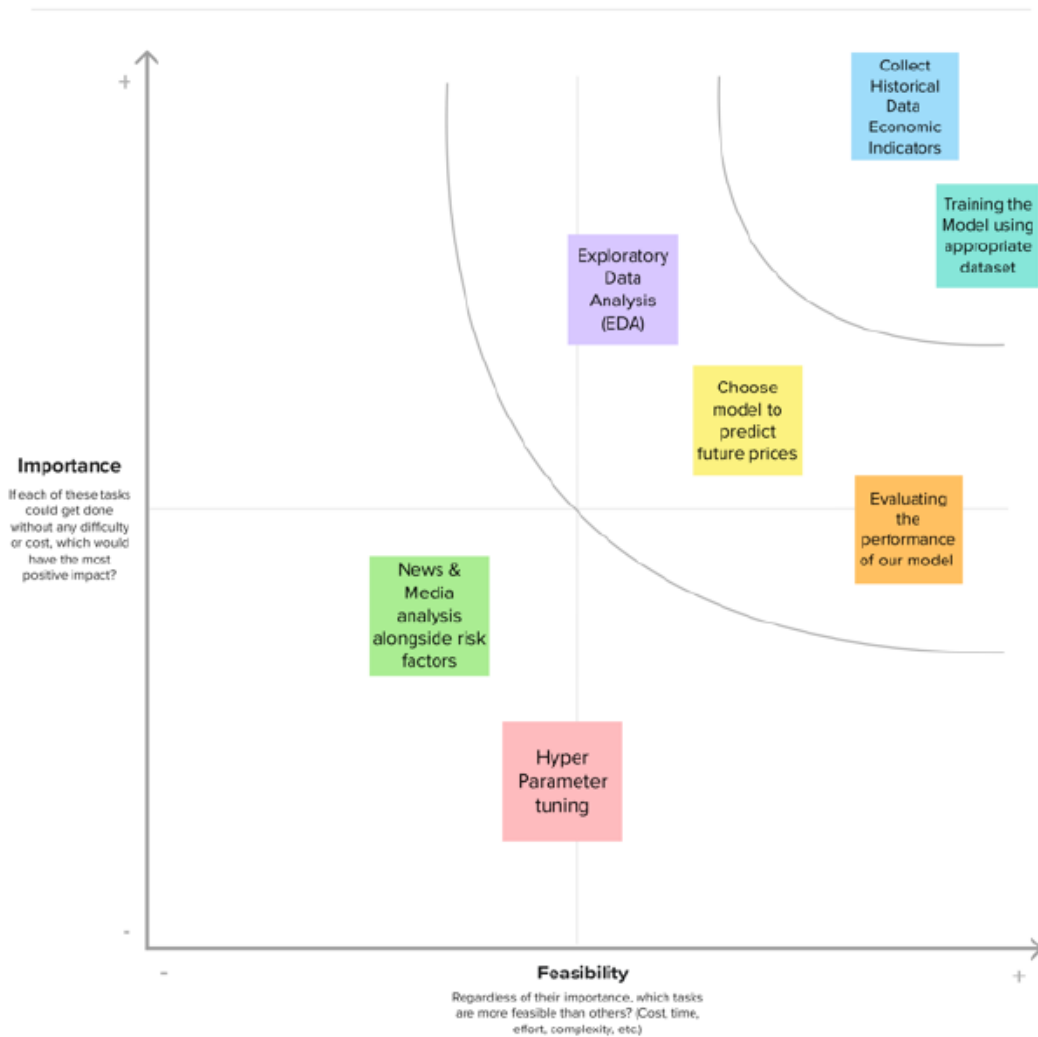 +
Collect
Historical
Data
Economic
Indicators
Training the
Model using
appropriate
dataset
Exploratory
Data
Analysis
(EDA)
Choose
model to
predict
future prices
Importance
If each of these tasks
could get done
without any difficulty
or cost, which would
have the most
positive impact?
Evaluating
the
performance
of our model
News &
Media
analysis
alongside risk
factors
Hyper
Parameter
tuning
-
-
Feasibility
+
Regardless of their importance, which tasks
are more feasible than others? (Cost, time,
effort, complexity, etc.)